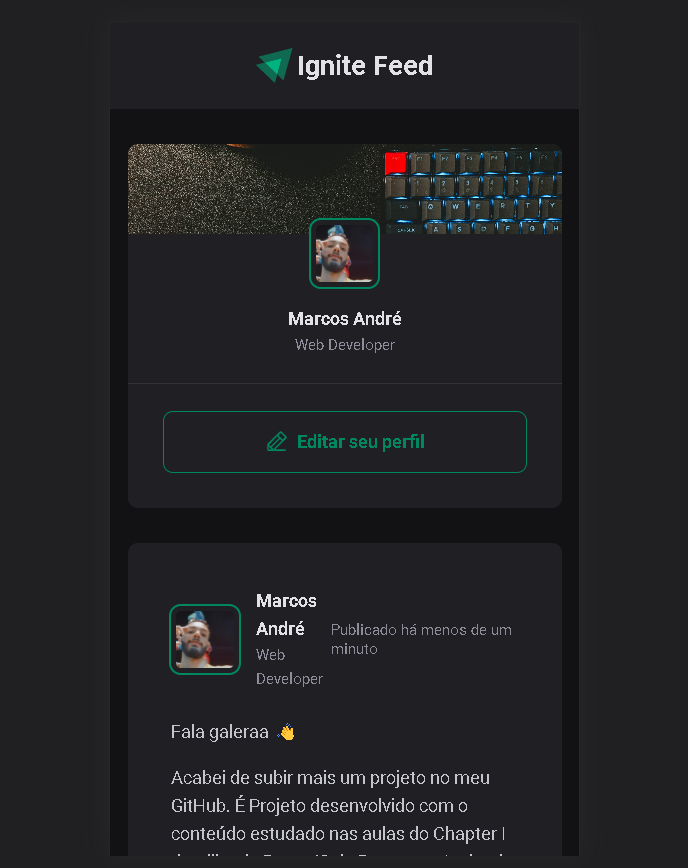 Ignite Feed
Q W E R T Y
A S D F G H
Marcos André
Web Developer
Editar seu perfil
Marcos
André
Web
Developer
Publicado há menos de um
minuto
Fala galeraa 👋
Acabei de subir mais um projeto no meu
GitHub. É Projeto desenvolvido com o
conteúdo estudado nas aulas do Chapter I